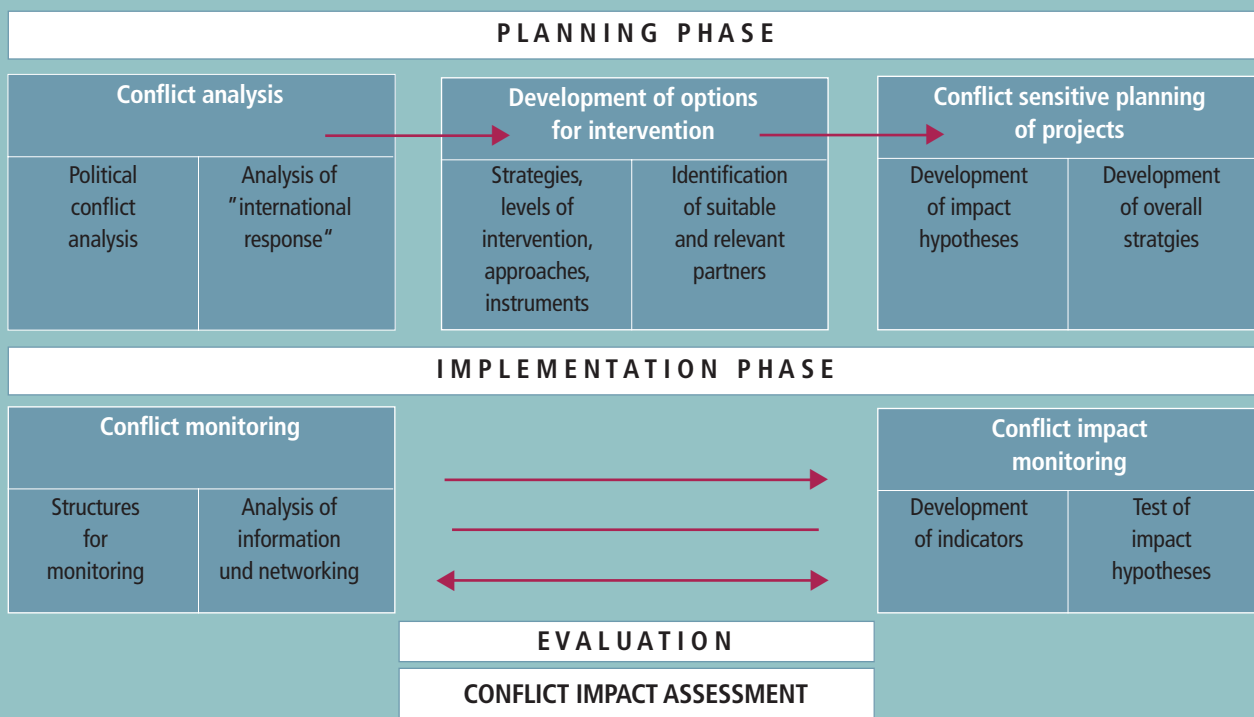 PLANNING PHASE
Conflict analysis
Political
conflict
analysis
Analysis of
"international
response“
Development of options
for intervention
Strategies,
levels of
intervention,
approaches,
instruments
Identification
of suitable
and relevant
partners
Conflict sensitive planning
of projects
Development
of impact
hypotheses
Development
of overall
stratgies
IMPLEMENTATION PHASE
Conflict monitoring
Structures
for
monitoring
Analysis of
information
und networking
Conflict impact
monitoring
Development
of indicators
Test of
impact
hypotheses
EVALUATION
CONFLICT IMPACT ASSESSMENT